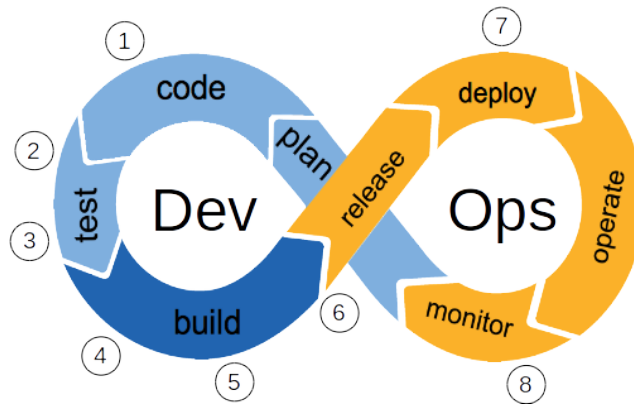 1
7
code
deploy
2
plan
test
Dev
release
Ops
operate
3
build
6
monitor
4
5
8